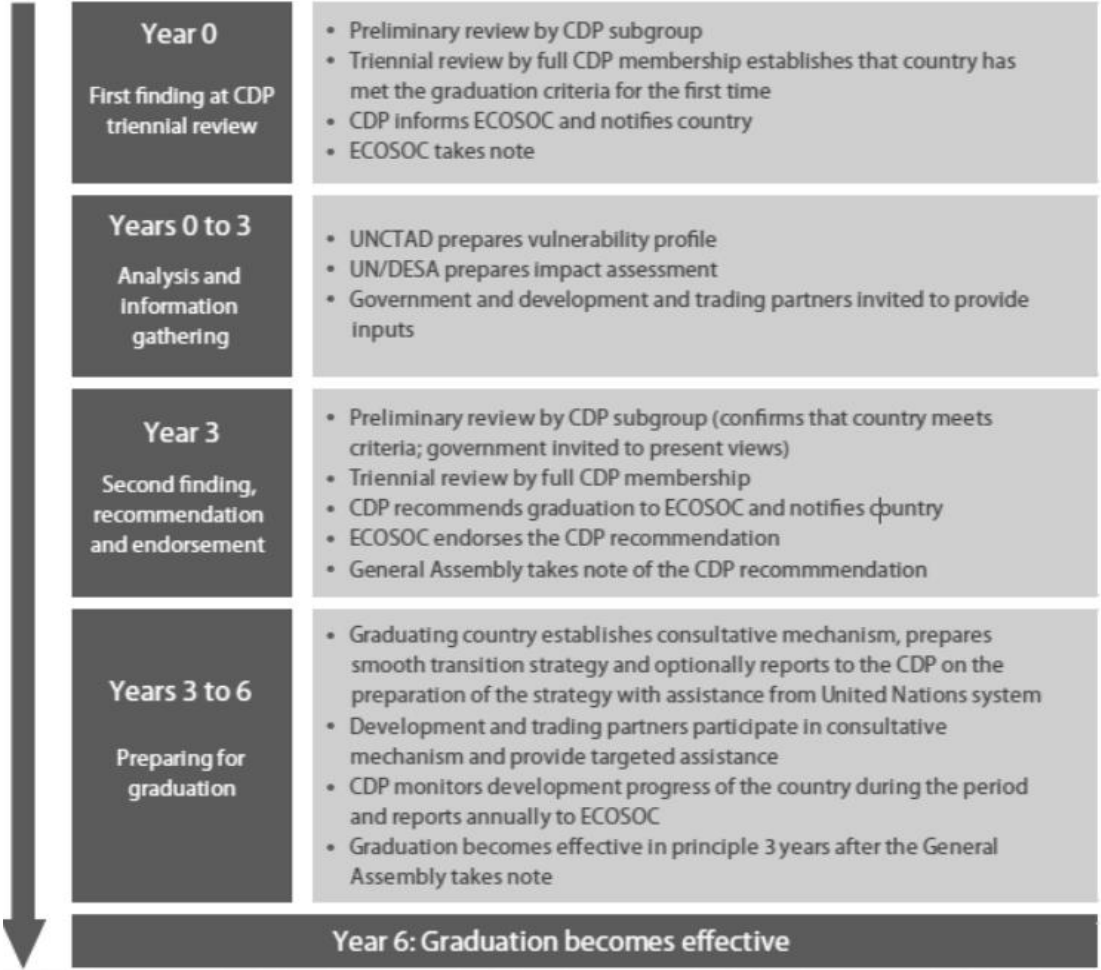 Year 0
First finding at CDP
triennial review
• Preliminary review by CDP subgroup
• Triennial review by full CDP membership establishes that country has
met the graduation criteria for the first time
• CDP informs ECOSOC and notifies country
• ECOSOC takes note
Years 0 to 3
Analysis and
information
gathering
• UNCTAD prepares vulnerability profile
• UN/DESA prepares impact assessment
• Government and development and trading partners invited to provide
inputs
Year 3
Second finding,
recommendation
and endorsement
• Preliminary review by CDP subgroup (confirms that country meets
criteria; government invited to present views)
• Triennial review by full CDP membership
• CDP recommends graduation to ECOSOC and notifies country
• ECOSOC endorses the CDP recommendation
• General Assembly takes note of the CDP recommmendation
Years 3 to 6
Preparing for
graduation
• Graduating country establishes consultative mechanism, prepares
smooth transition strategy and optionally reports to the CDP on the
preparation of the strategy with assistance from United Nations system
• Development and trading partners participate in consultative
mechanism and provide targeted assistance
• CDP monitors development progress of the country during the period
and reports annually to ECOSOC
• Graduation becomes effective in principle 3 years after the General
Assembly takes note
Year 6: Graduation becomes effective